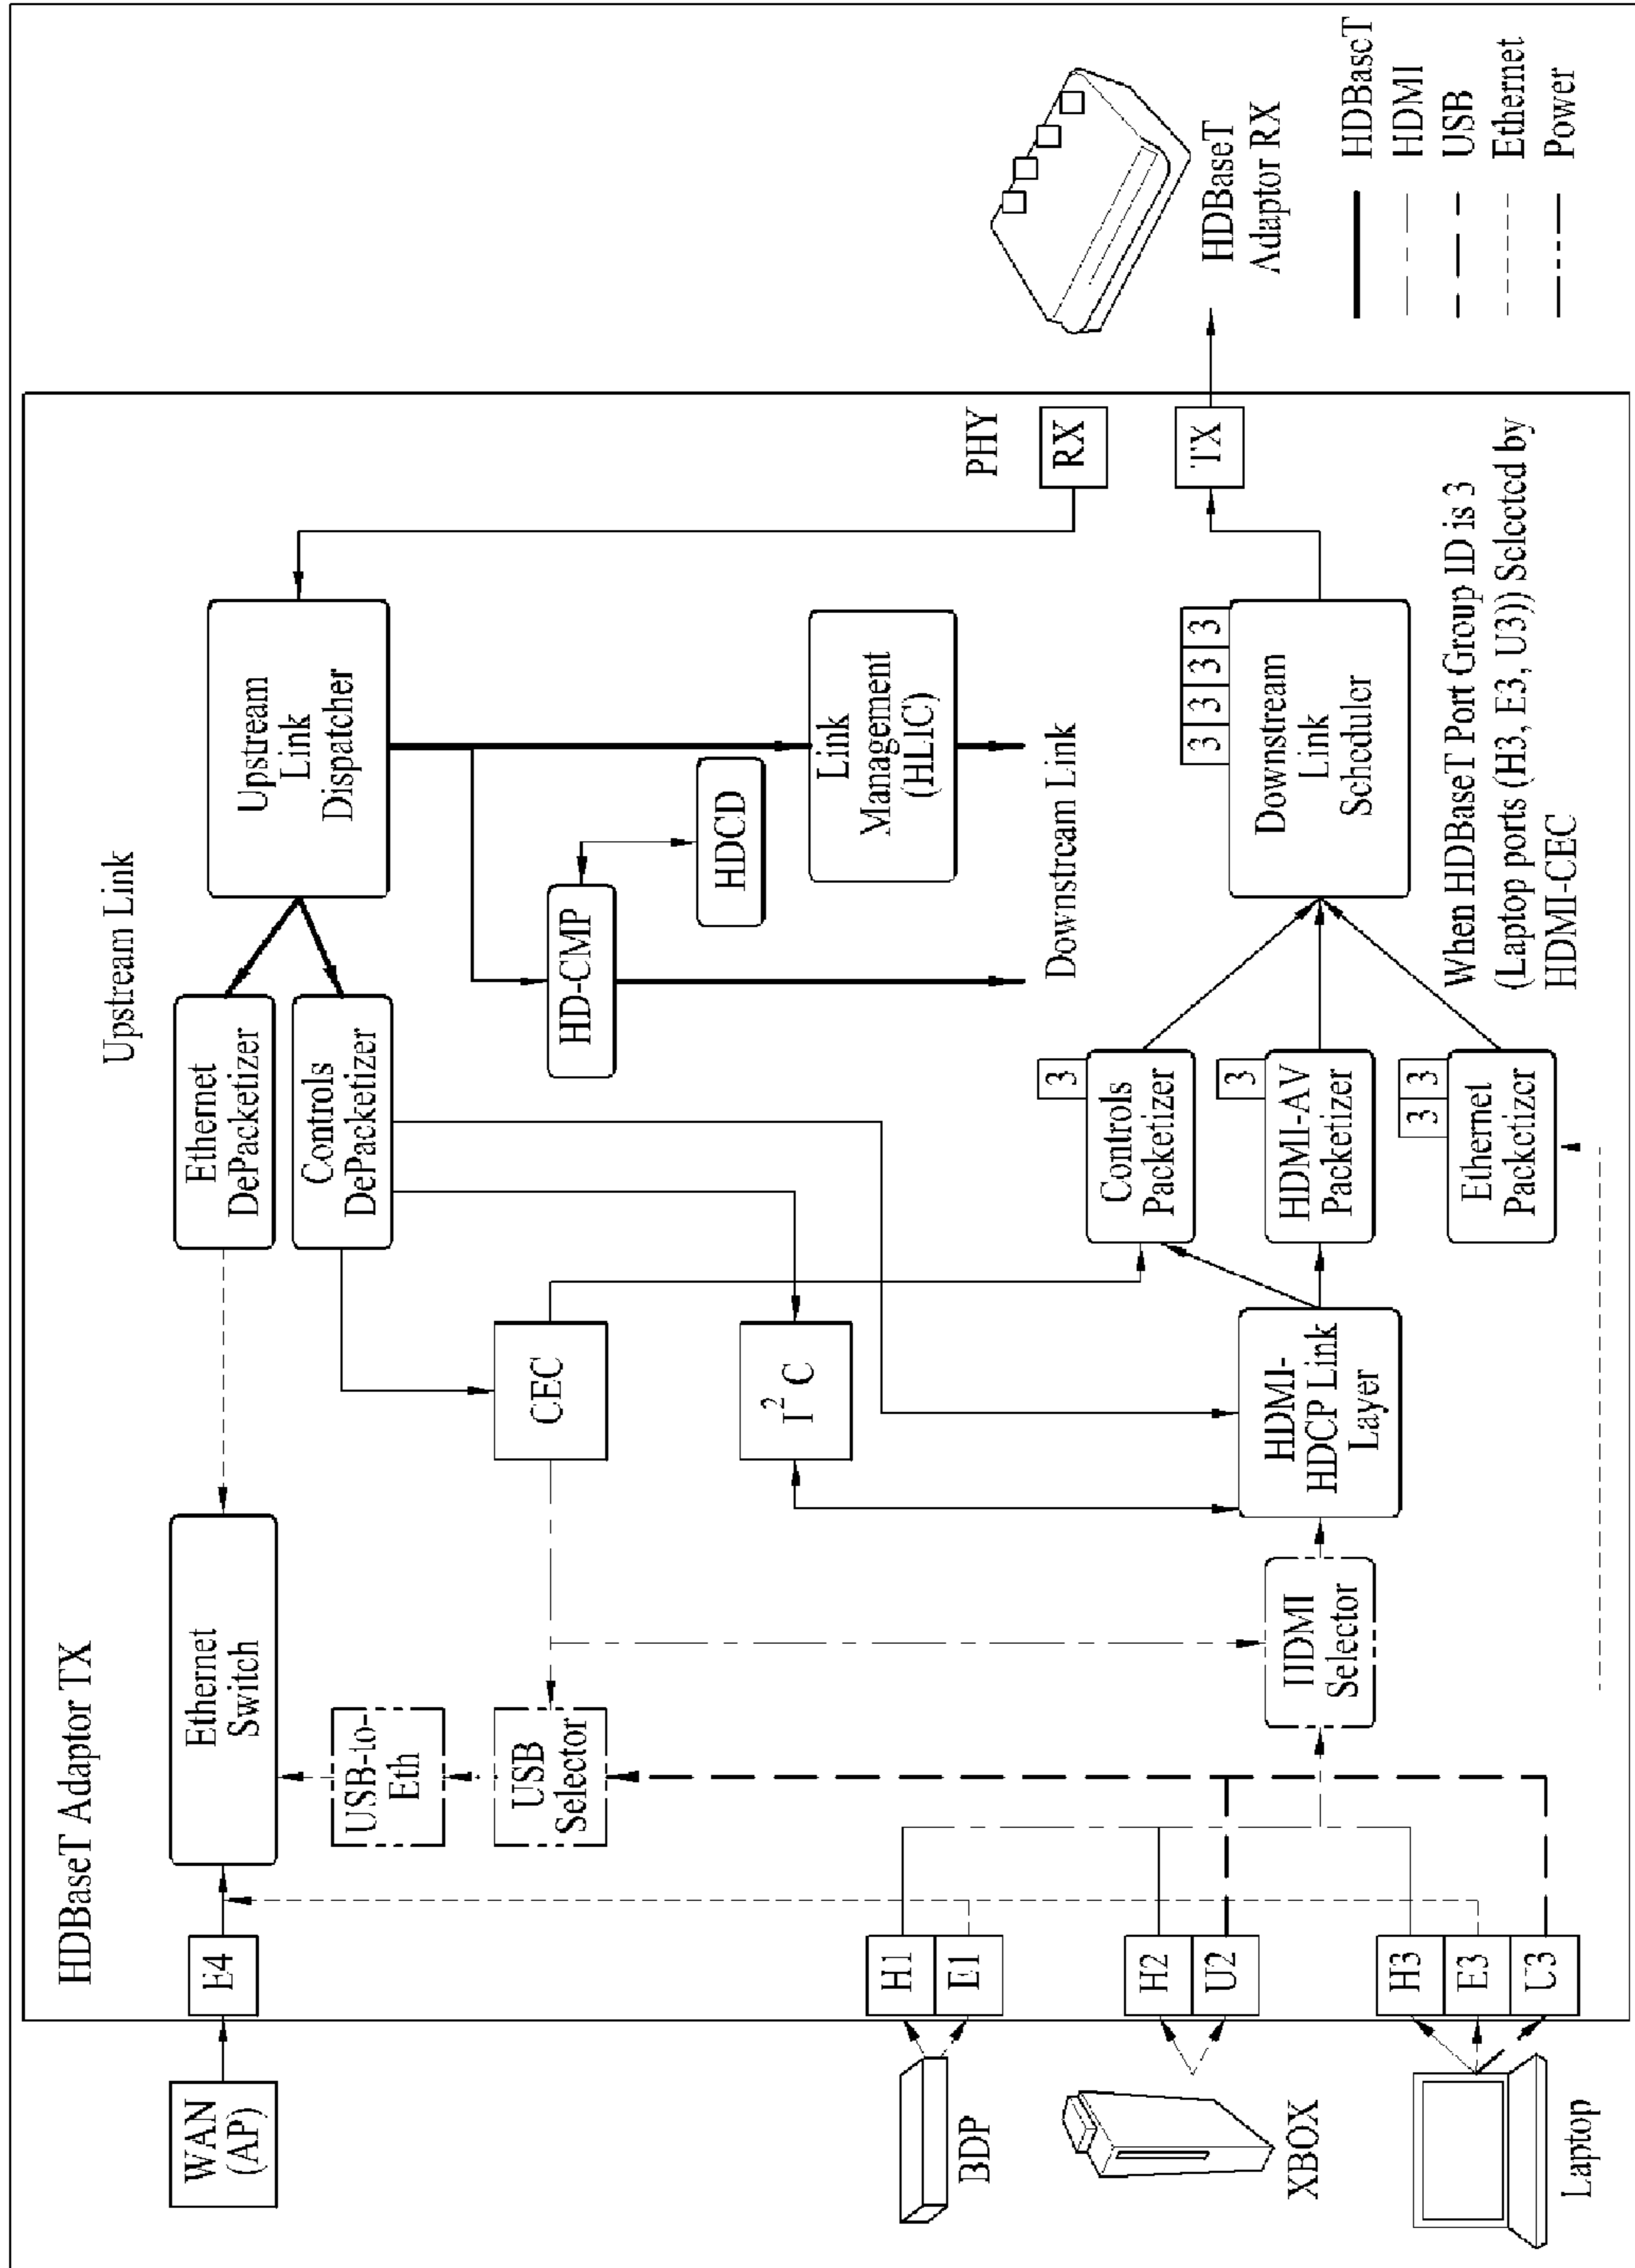 HDBaseT Adaptor TX
WAN
(AP)
E4
Ethernet
Switch
USB-to-
Eth
USB
Selector
Upstream Link
Ethernet
DePacketizer
Controls
DePacketizer
Upstream
Link
Dispatcher
CEC
I² C
HD-CMP
HDCD
Link
Management
(HLIC)
Downstream Link
PHY
RX
TX
BDP
H1
E1
XBOX
H2
U2
Laptop
H3
E3
U3
HDMI
Selector
HDMI-
HDCP Link
Layer
3
Controls
Packetizer
3
HDMI-AV
Packetizer
3 3
Ethernet
Packetizer
3 3 3 3
Downstream
Link
Scheduler
When HDBaseT Port Group ID is 3
(Laptop ports (H3, E3, U3)) Selected by
HDMI-CEC
HDBaseT
Adaptor RX
HDBaseT
HDMI
USB
Ethernet
Power